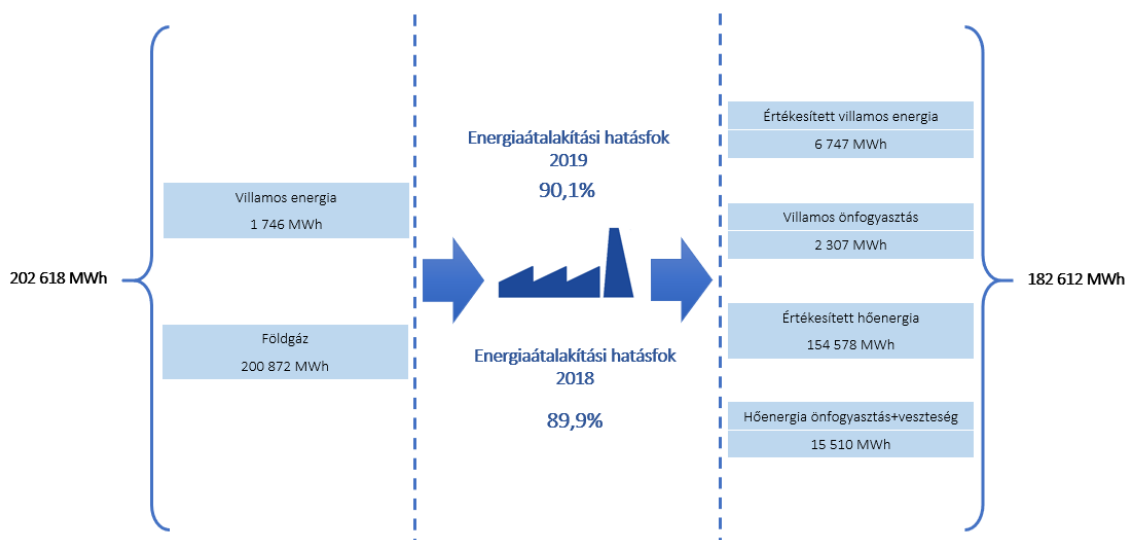 202 618 MWh
Villamos energia
1 746 MWh
Földgáz
200 872 MWh
Energiaátalakítási hatásfok
2019
90,1%
Energiaátalakítási hatásfok
2018
89,9%
Értékesített villamos energia
6 747 MWh
Villamos önfogyasztás
2 307 MWh
Értékesített hőenergia
154 578 MWh
Hőenergia önfogyasztás+veszteség
15 510 MWh
182 612 MWh